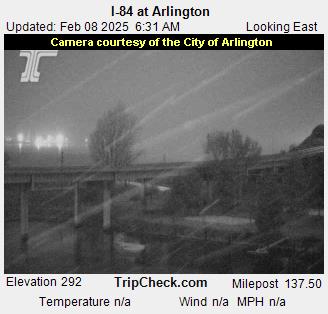 I-84 at Arlington
Updated: Feb 08 2025 6:31 AM Looking East
Camera courtesy of the City of Arlington
Elevation 292 TripCheck.com Milepost 137.50
Temperature n/a Wind n/a MPH n/a